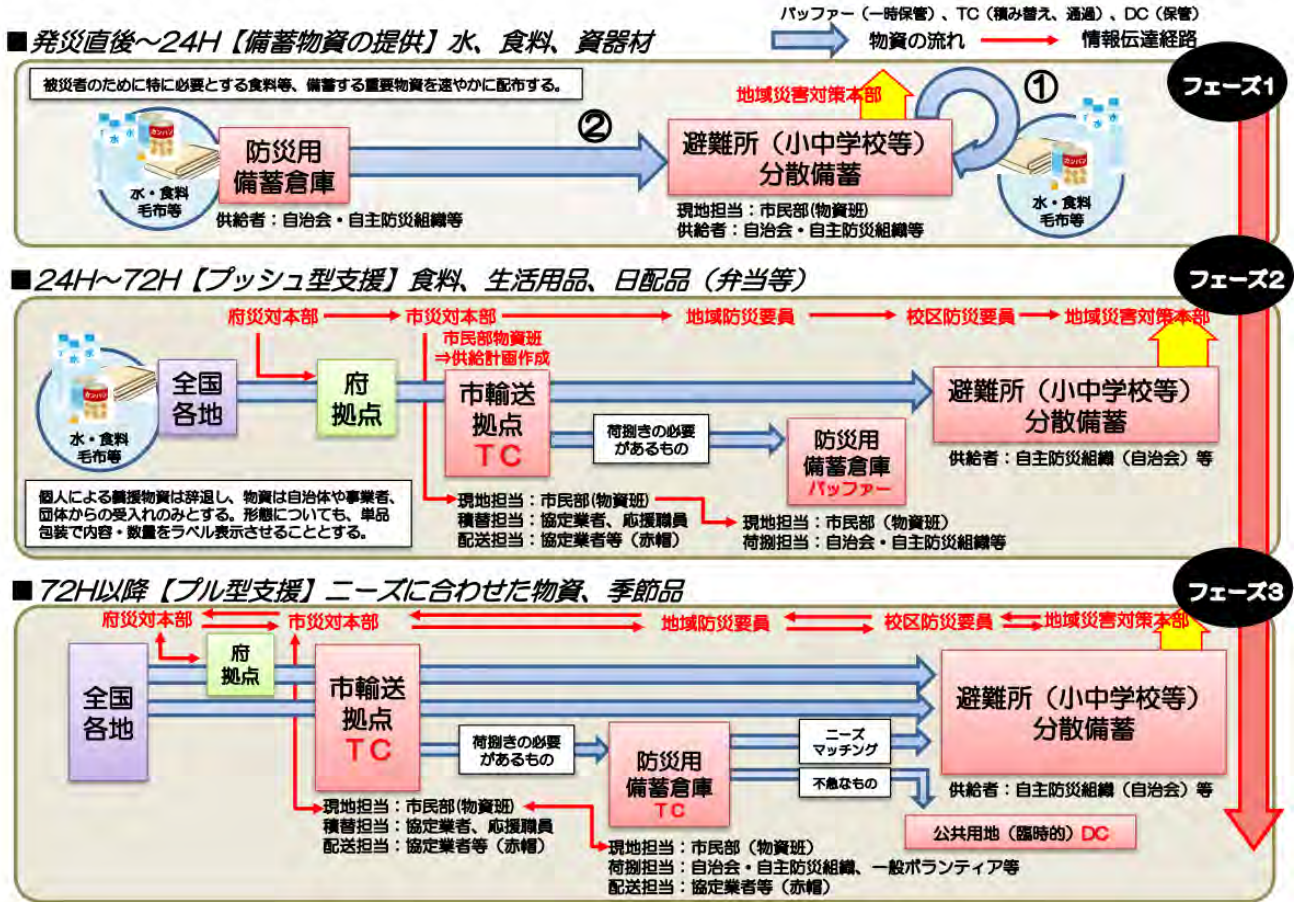 バッファー（一時保管）、TC（積み替え、通過）、DC（保管）
物資の流れ
情報伝達経路
■発災直後～24H【備蓄物資の提供】水、食料、資器材
フェーズ1
被災者のために特に必要とする食料等、備蓄する重要物資を速やかに配布する。
水
カンパン
水・食料
毛布等
防災用
備蓄倉庫
供給者：自治会・自主防災組織等
②
地域災害対策本部
①
避難所（小中学校等）
分散備蓄
現地担当：市民部(物資班)
供給者：自治会・自主防災組織等
水
カンパン
水・食料
毛布等
■24H～72H【プッシュ型支援】食料、生活用品、日配品（弁当等）
フェーズ2
府災対本部
市災対本部
地域防災要員
校区防災要員
地域災害対策本部
市民部物資班
⇒供給計画作成
水
カンパン
水・食料
毛布等
全国
各地
府
拠点
市輸送
拠点
TC
荷捌きの必要
があるもの
防災用
備蓄倉庫
バッファー
避難所（小中学校等）
分散備蓄
供給者：自主防災組織（自治会）等
個人による義援物資は辞退し、物資は自治体や事業者、
団体からの受入れのみとする。形態についても、単品
包装で内容・数量をラベル表示させることとする。
現地担当：市民部(物資班)
積替担当：協定業者、応援職員
配送担当：協定業者等（赤帽）
現地担当：市民部（物資班）
荷捌担当：自治会・自主防災組織等
■72H以降【プル型支援】ニーズに合わせた物資、季節品
フェーズ3
府災対本部
市災対本部
地域防災要員
校区防災要員
地域災害対策本部
全国
各地
府
拠点
市輸送
拠点
TC
荷捌きの必要
があるもの
防災用
備蓄倉庫
TC
ニーズ
マッチング
不急なもの
避難所（小中学校等）
分散備蓄
供給者：自主防災組織（自治会）等
公共用地（臨時的）DC
現地担当：市民部(物資班)
積替担当：協定業者、応援職員
配送担当：協定業者等（赤帽）
現地担当：市民部（物資班）
荷捌担当：自治会・自主防災組織、一般ボランティア等
配送担当：協定業者等（赤帽）